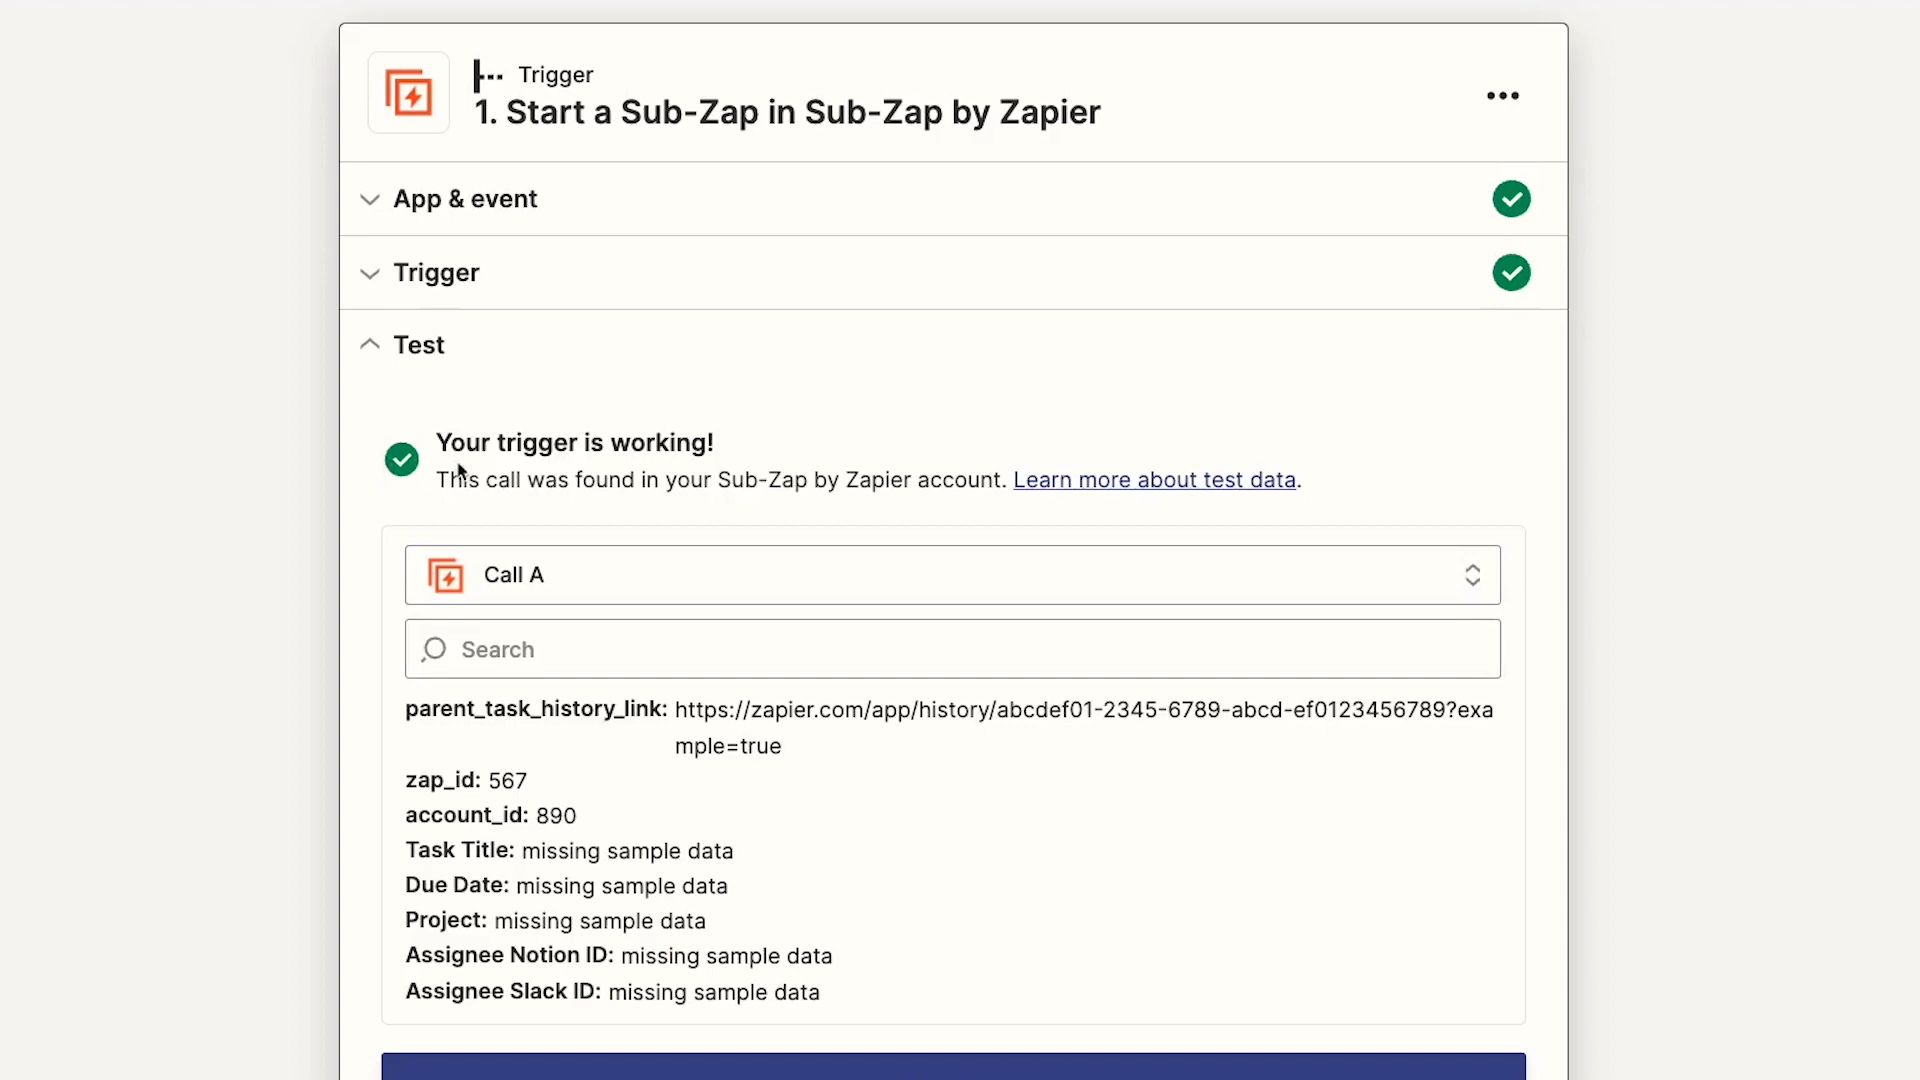 Trigger
1. Start a Sub-Zap in Sub-Zap by Zapier
App & event
Trigger
Test
Your trigger is working!
This call was found in your Sub-Zap by Zapier account. Learn more about test data.
Call A
Search
parent_task_history_link: https://zapier.com/app/history/abcdef01-2345-6789-abcd-ef0123456789?exa
mple=true
zap_id: 567
account_id: 890
Task Title: missing sample data
Due Date: missing sample data
Project: missing sample data
Assignee Notion ID: missing sample data
Assignee Slack ID: missing sample data